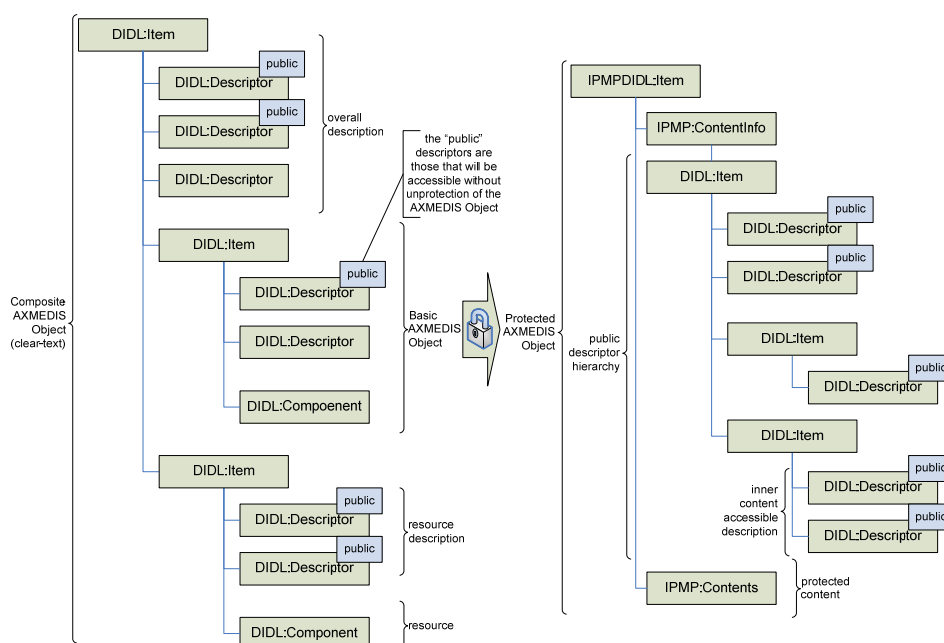 DIDL:Item
public
DIDL:Descriptor
public
DIDL:Descriptor
DIDL:Descriptor
overall
description
the “public”
descriptors are
those that will be
accessible without
unprotection of the
AXMEDIS Object
DIDL:Item
public
DIDL:Descriptor
DIDL:Descriptor
DIDL:Compoenent
Basic
AXMEDIS
Object
Composite
AXMEDIS
Object
(clear-text)
DIDL:Item
public
DIDL:Descriptor
public
DIDL:Descriptor
resource
description
DIDL:Component
resource
Protected
AXMEDIS
Object
IPMPDIDL:Item
IPMP:ContentInfo
DIDL:Item
public
DIDL:Descriptor
public
DIDL:Descriptor
public
descriptor
hierarchy
DIDL:Item
public
DIDL:Descriptor
DIDL:Item
public
DIDL:Descriptor
public
DIDL:Descriptor
inner
content
accessible
description
IPMP:Contents
protected
content